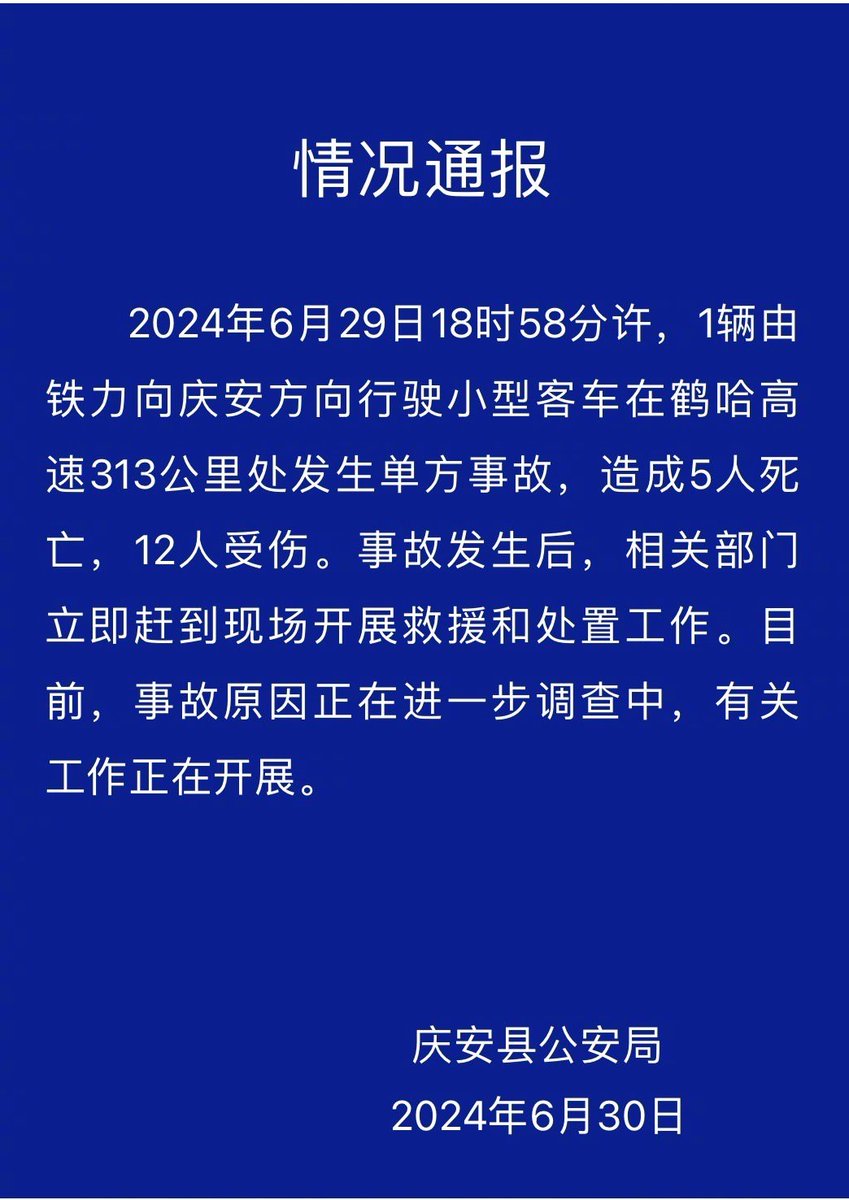 情况通报
2024年6月29日18时58分许，1辆由
铁力向庆安方向行驶小型客车在鹤哈高
速313公里处发生单方事故，造成5人死
亡，12人受伤。事故发生后，相关部门
立即赶到现场开展救援和处置工作。目
前，事故原因正在进一步调查中，有关
工作正在开展。
庆安县公安局
2024年6月30日